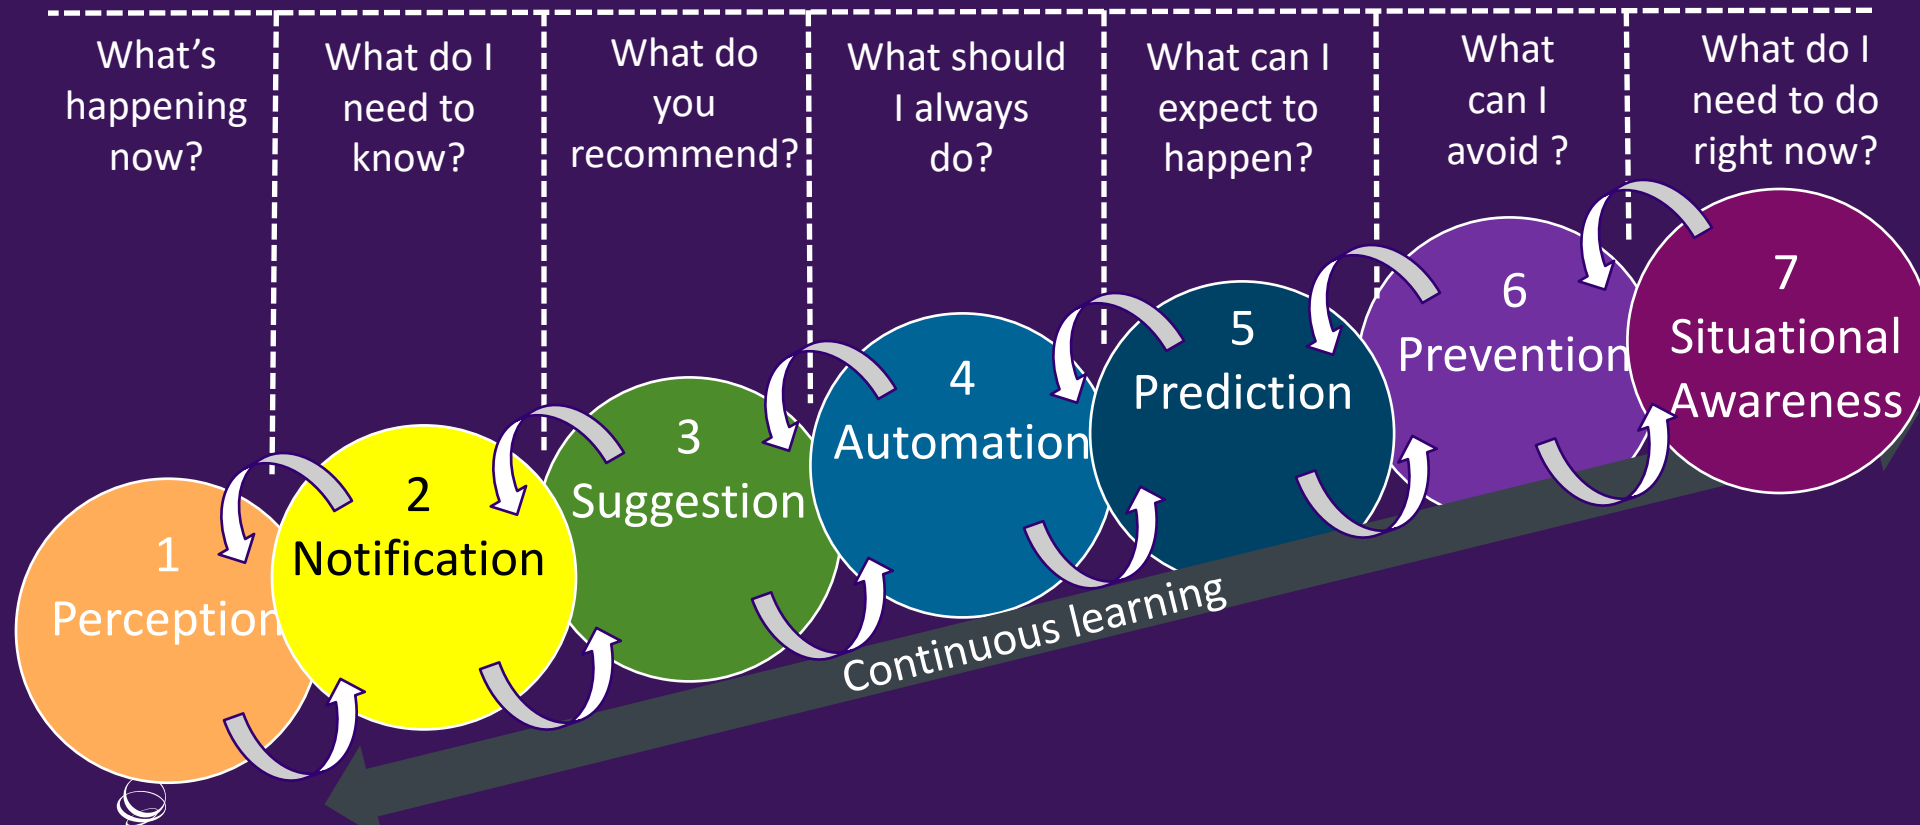 What's
happening
now?
What do I
need to
know?
What do
you
recommend?
What should
I always
do?
What can I
expect to
happen?
What
can I
avoid ?
What do I
need to do
right now?
1
Perception
2
Notification
3
Suggestion
4
Automation
5
Prediction
6
Prevention
7
Situational
Awareness
Continuous learning